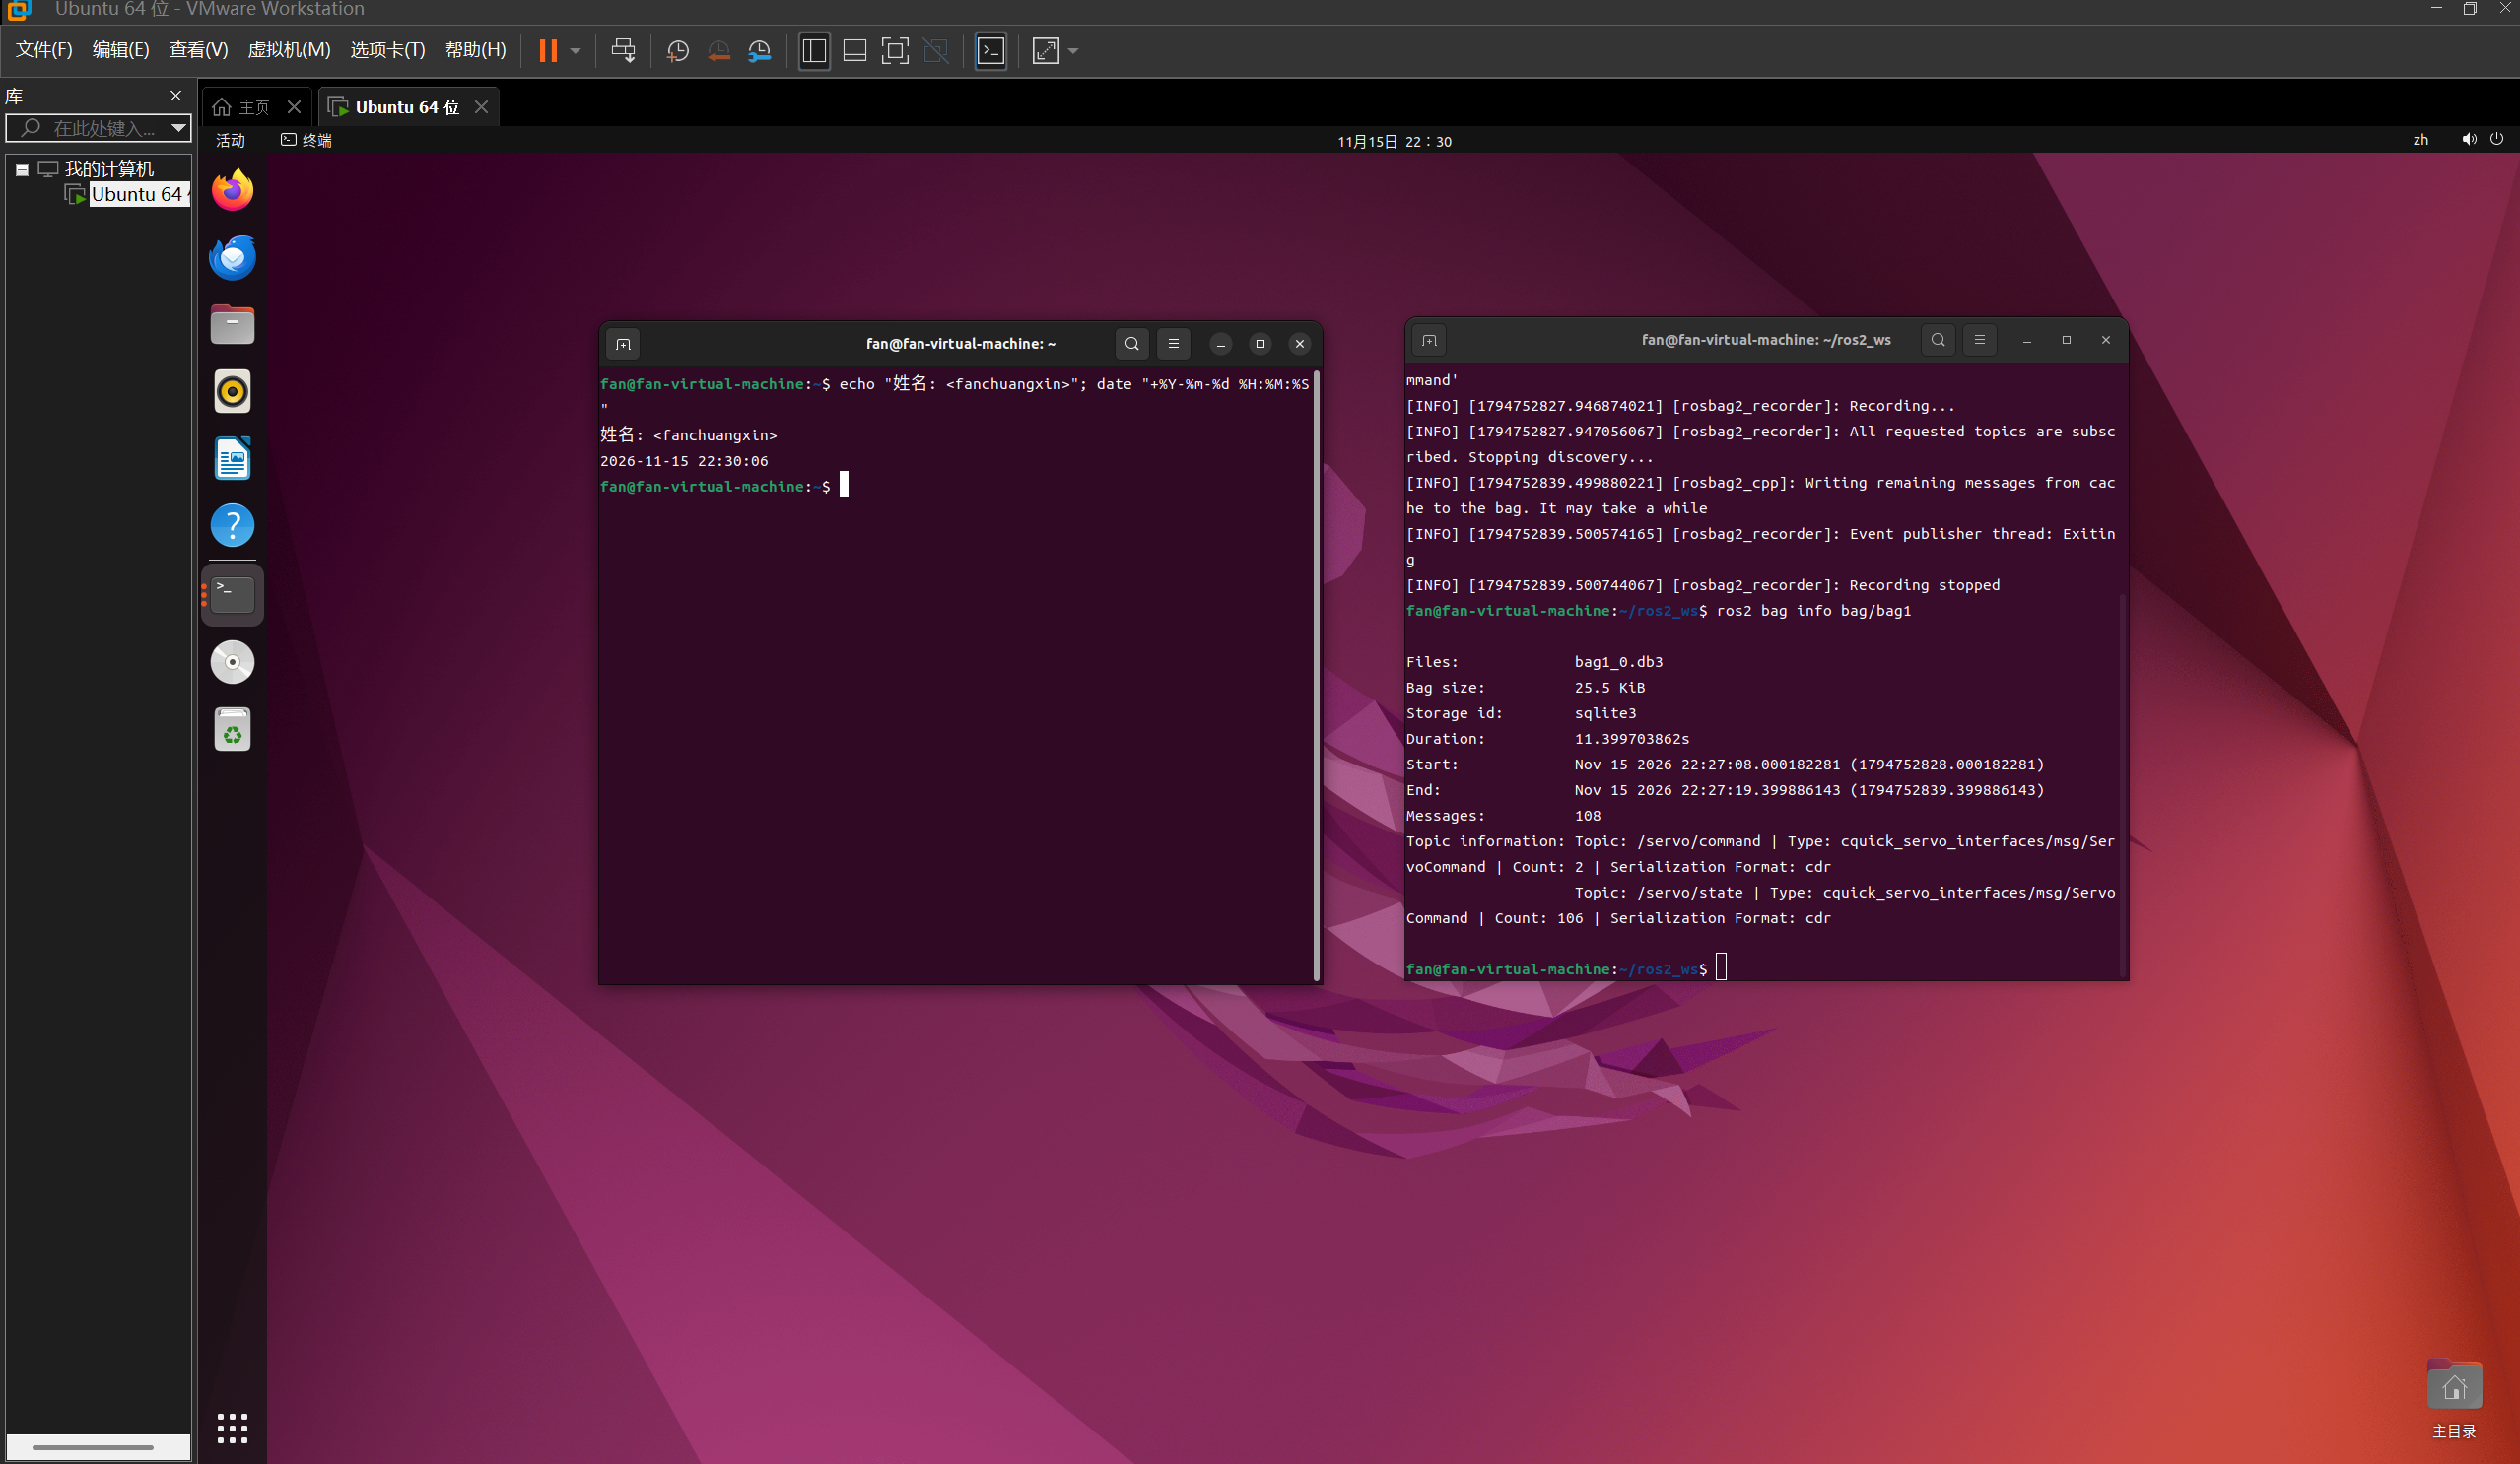 Ubuntu 64 位 - VMware Workstation
文件(F) 编辑(E) 查看(V) 虚拟机(M) 选项卡(T) 帮助(H)
库
在此处键入...
我的计算机
Ubuntu 64
主页
Ubuntu 64 位
活动
终端
11月15日 22：30
zh
fan@fan-virtual-machine: ~
fan@fan-virtual-machine:~$ echo "姓名: <fanchuangxin>"; date "+%Y-%m-%d %H:%M:%S
"
姓名: <fanchuangxin>
2026-11-15 22:30:06
fan@fan-virtual-machine:~$
fan@fan-virtual-machine: ~/ros2_ws
mmand'
[INFO] [1794752827.946874021] [rosbag2_recorder]: Recording...
[INFO] [1794752827.947056067] [rosbag2_recorder]: All requested topics are subsc
ribed. Stopping discovery...
[INFO] [1794752839.499880221] [rosbag2_cpp]: Writing remaining messages from cac
he to the bag. It may take a while
[INFO] [1794752839.500574165] [rosbag2_recorder]: Event publisher thread: Exitin
g
[INFO] [1794752839.500744067] [rosbag2_recorder]: Recording stopped
fan@fan-virtual-machine:~/ros2_ws$ ros2 bag info bag/bag1
Files: bag1_0.db3
Bag size: 25.5 KiB
Storage id: sqlite3
Duration: 11.399703862s
Start: Nov 15 2026 22:27:08.000182281 (1794752828.000182281)
End: Nov 15 2026 22:27:19.399886143 (1794752839.399886143)
Messages: 108
Topic information: Topic: /servo/command | Type: cquick_servo_interfaces/msg/Ser
voCommand | Count: 2 | Serialization Format: cdr
Topic: /servo/state | Type: cquick_servo_interfaces/msg/Servo
Command | Count: 106 | Serialization Format: cdr
fan@fan-virtual-machine:~/ros2_ws$
主目录